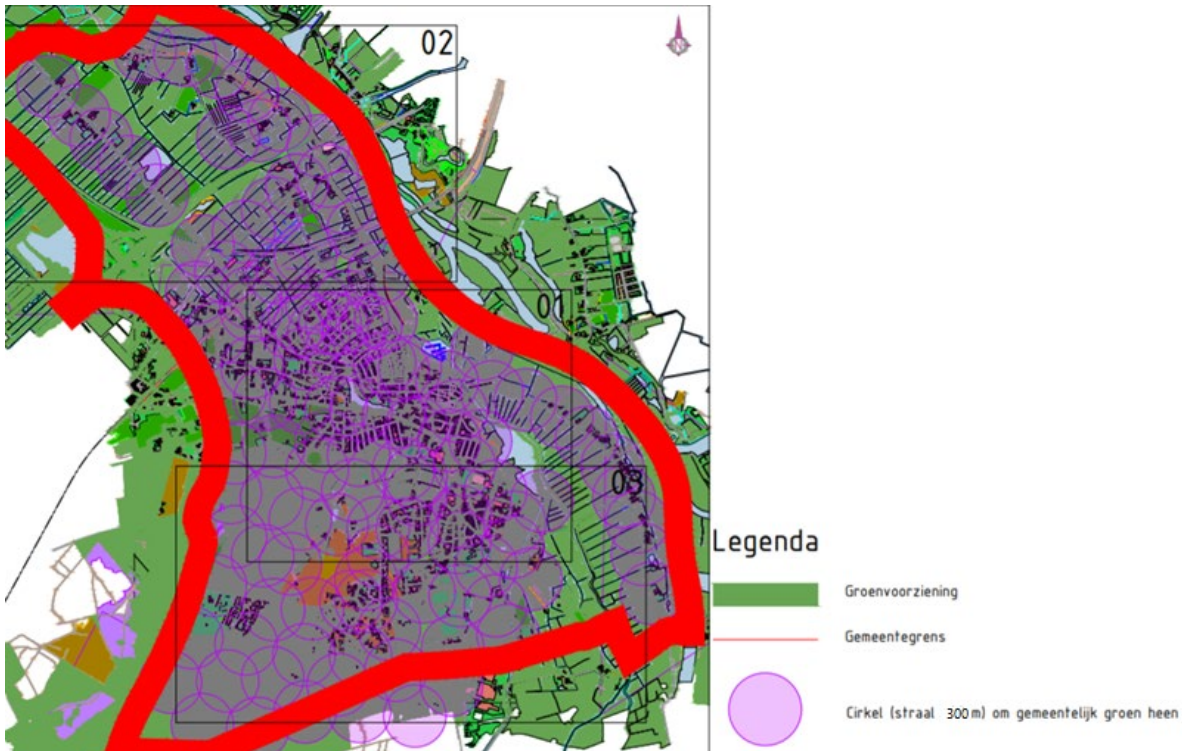 02
01
03
Legenda
Groenvoorziening
Gemeentegrens
Cirkel (straal 300 m) om gemeentelijk groen heen